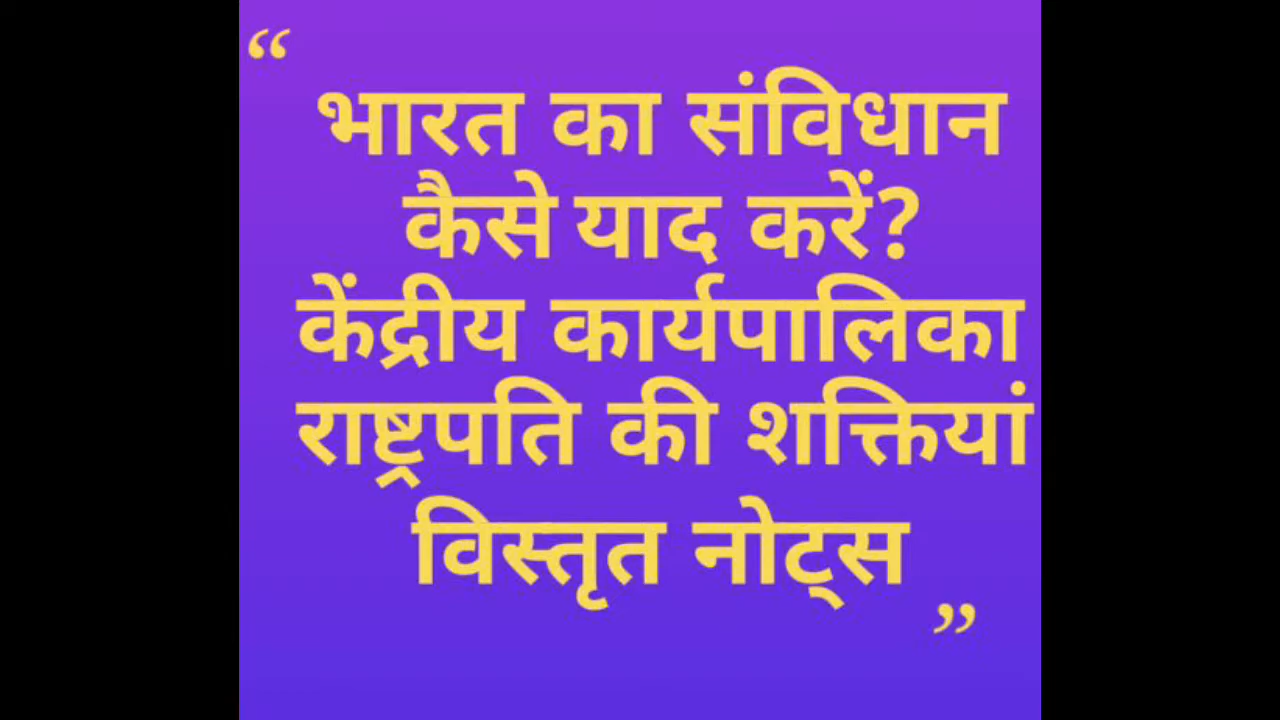 “
भारत का संविधान
कैसे याद करें?
केंद्रीय कार्यपालिका
राष्ट्रपति की शक्तियां
विस्तृत नोट्स
”